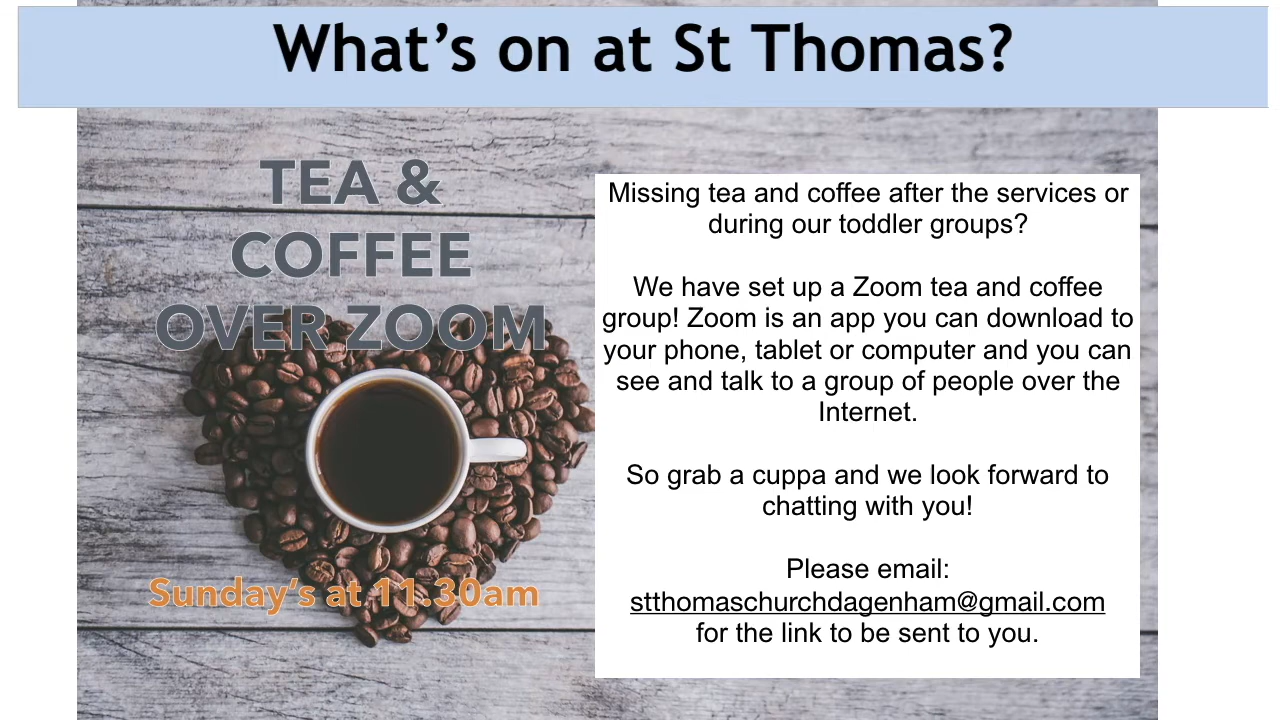 What’s on at St Thomas?
TEA &
COFFEE
OVER ZOOM
Sunday’s at 11.30am
Missing tea and coffee after the services or
during our toddler groups?
We have set up a Zoom tea and coffee
group! Zoom is an app you can download to
your phone, tablet or computer and you can
see and talk to a group of people over the
Internet.
So grab a cuppa and we look forward to
chatting with you!
Please email:
stthomaschurchdagenham@gmail.com
for the link to be sent to you.